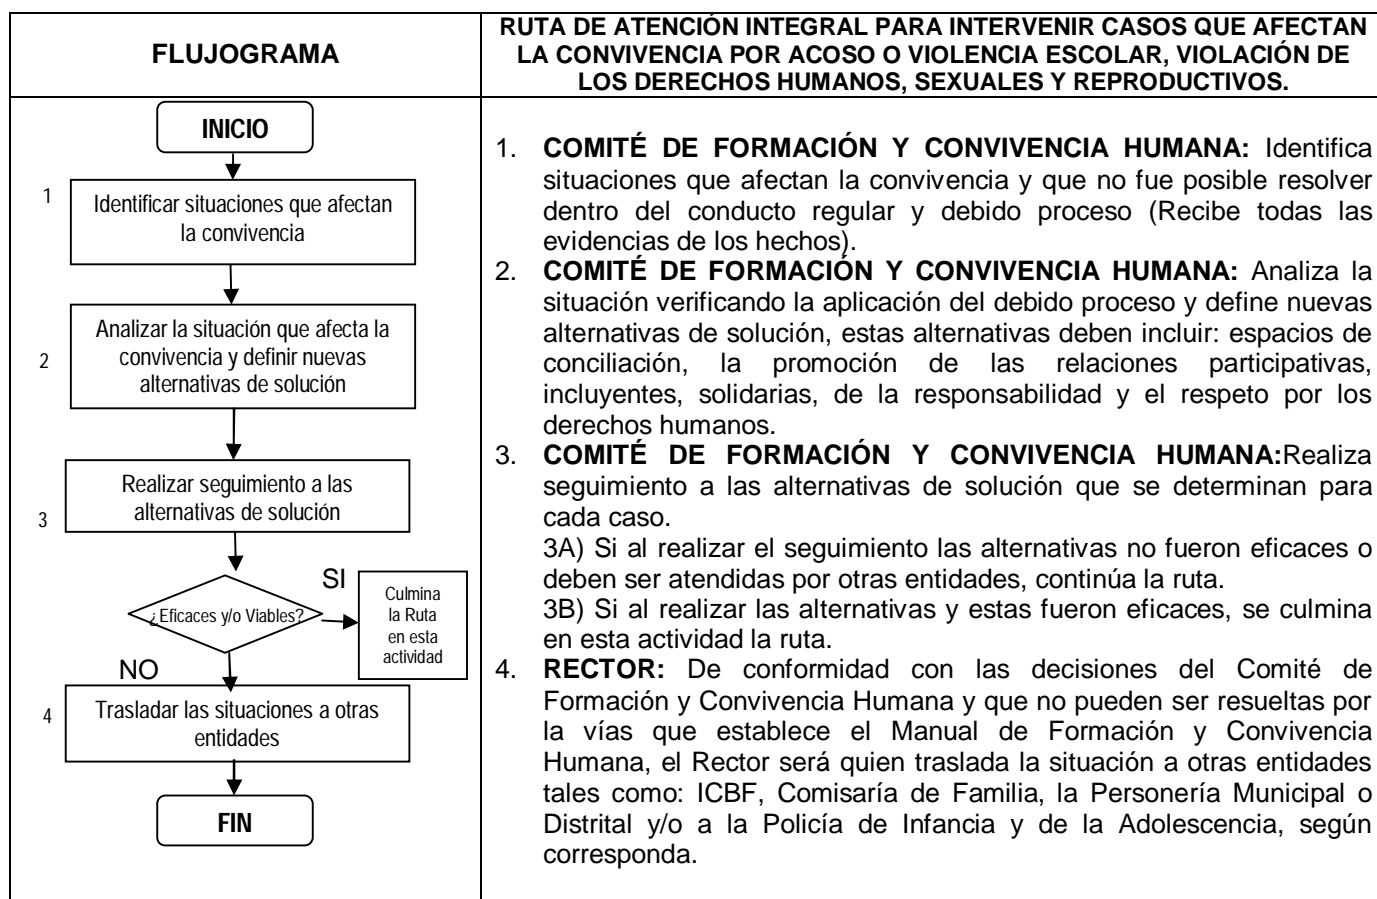 FLUJOGRAMA
RUTA DE ATENCIÓN INTEGRAL PARA INTERVENIR CASOS QUE AFECTAN
LA CONVIVENCIA POR ACOSO O VIOLENCIA ESCOLAR, VIOLACIÓN DE
LOS DERECHOS HUMANOS, SEXUALES Y REPRODUCTIVOS.
INICIO
1
Identificar situaciones que afectan
la convivencia
2
Analizar la situación que afecta la
convivencia y definir nuevas
alternativas de solución
3
Realizar seguimiento a las
alternativas de solución
¿Eficaces y/o Viables?
SI
Culmina
la Ruta
en esta
actividad
NO
4
Trasladar las situaciones a otras
entidades
FIN
1. COMITÉ DE FORMACIÓN Y CONVIVENCIA HUMANA: Identifica
situaciones que afectan la convivencia y que no fue posible resolver
dentro del conducto regular y debido proceso (Recibe todas las
evidencias de los hechos).
2. COMITÉ DE FORMACIÓN Y CONVIVENCIA HUMANA: Analiza la
situación verificando la aplicación del debido proceso y define nuevas
alternativas de solución, estas alternativas deben incluir: espacios de
conciliación, la promoción de las relaciones participativas,
incluyentes, solidarias, de la responsabilidad y el respeto por los
derechos humanos.
3. COMITÉ DE FORMACIÓN Y CONVIVENCIA HUMANA:Realiza
seguimiento a las alternativas de solución que se determinan para
cada caso.
3A) Si al realizar el seguimiento las alternativas no fueron eficaces o
deben ser atendidas por otras entidades, continúa la ruta.
3B) Si al realizar las alternativas y estas fueron eficaces, se culmina
en esta actividad la ruta.
4. RECTOR: De conformidad con las decisiones del Comité de
Formación y Convivencia Humana y que no pueden ser resueltas por
la vías que establece el Manual de Formación y Convivencia
Humana, el Rector será quien traslada la situación a otras entidades
tales como: ICBF, Comisaría de Familia, la Personería Municipal o
Distrital y/o a la Policía de Infancia y de la Adolescencia, según
corresponda.